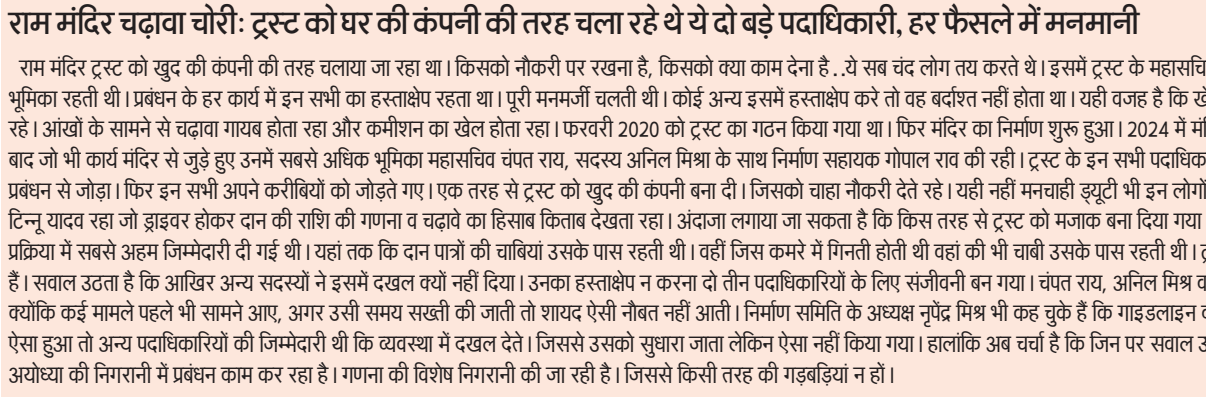 राम मंदिर चढ़ावा चोरी: ट्रस्ट को घर की कंपनी की तरह चला रहे थे ये दो बड़े पदाधिकारी, हर फैसले में मनमानी
राम मंदिर ट्रस्ट को खुद की कंपनी की तरह चलाया जा रहा था। किसको नौकरी पर रखना है, किसको क्या काम देना है..ये सब चंद लोग तय करते थे। इसमें ट्रस्ट के
भूमिका रहती थी। प्रबंधन के हर कार्य में इन सभी का हस्ताक्षेप रहता था। पूरी मनमर्जी चलती थी। कोई अन्य इसमें हस्ताक्षेप करे तो वह बर्दाश्त नहीं होता था। यही वजह है कि
रहे। आंखों के सामने से चढ़ावा गायब होता रहा और कमीशन का खेल होता रहा। फरवरी 2020 को ट्रस्ट का गठन किया गया था। फिर मंदिर का निर्माण शुरू हुआ। 2024 में
बाद जो भी कार्य मंदिर से जुड़े हुए उनमें सबसे अधिक भूमिका महासचिव चंपत राय, सदस्य अनिल मिश्रा के साथ निर्माण सहायक गोपाल राव की रही। ट्रस्ट के इन सभी
प्रबंधन से जोड़ा। फिर इन सभी अपने करीबियों को जोड़ते गए। एक तरह से ट्रस्ट को खुद की कंपनी बना दी। जिसको चाहा नौकरी देते रहे। यही नहीं मनचाही ड्यूटी भी इन
टिन्नू यादव रहा जो ड्राइवर होकर दान की राशि की गणना व चढ़ावे का हिसाब किताब देखता रहा। अंदाजा लगाया जा सकता है कि किस तरह से ट्रस्ट को मजाक बना दिया गया
प्रक्रिया में सबसे अहम जिम्मेदारी दी गई थी। यहां तक कि दान पात्रों की चाबियां उसके पास रहती थी। वहीं जिस कमरे में गिनती होती थी वहां की भी चाबी उसके पास रहती थी।
हैं। सवाल उठता है कि आखिर अन्य सदस्यों ने इसमें दखल क्यों नहीं दिया। उनका हस्ताक्षेप न करना दो तीन पदाधिकारियों के लिए संजीवनी बन गया। चंपत राय, अनिल मिश्र
क्योंकि कई मामले पहले भी सामने आए, अगर उसी समय सख्ती की जाती तो शायद ऐसी नौबत नहीं आती। निर्माण समिति के अध्यक्ष नृपेंद्र मिश्र भी कह चुके हैं कि गाइडलाइन
ऐसा हुआ तो अन्य पदाधिकारियों की जिम्मेदारी थी कि व्यवस्था में दखल देते। जिससे उसको सुधारा जाता लेकिन ऐसा नहीं किया गया। हालांकि अब चर्चा है कि जिन पर सवाल
अयोध्या की निगरानी में प्रबंधन काम कर रहा है। गणना की विशेष निगरानी की जा रही है। जिससे किसी तरह की गड़बड़ियां न हों।